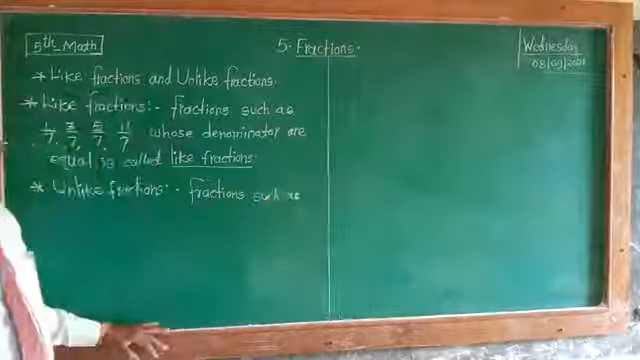 5th Math
5. Fractions.
Wednesday
08/09/2021
* Like fractions and Unlike fractions.
* Like fractions:- fractions such as
1/7, 3/7, 5/7, 11/7 whose denominator are
equal is called like fractions.
* Unlike fractions:- fractions such as